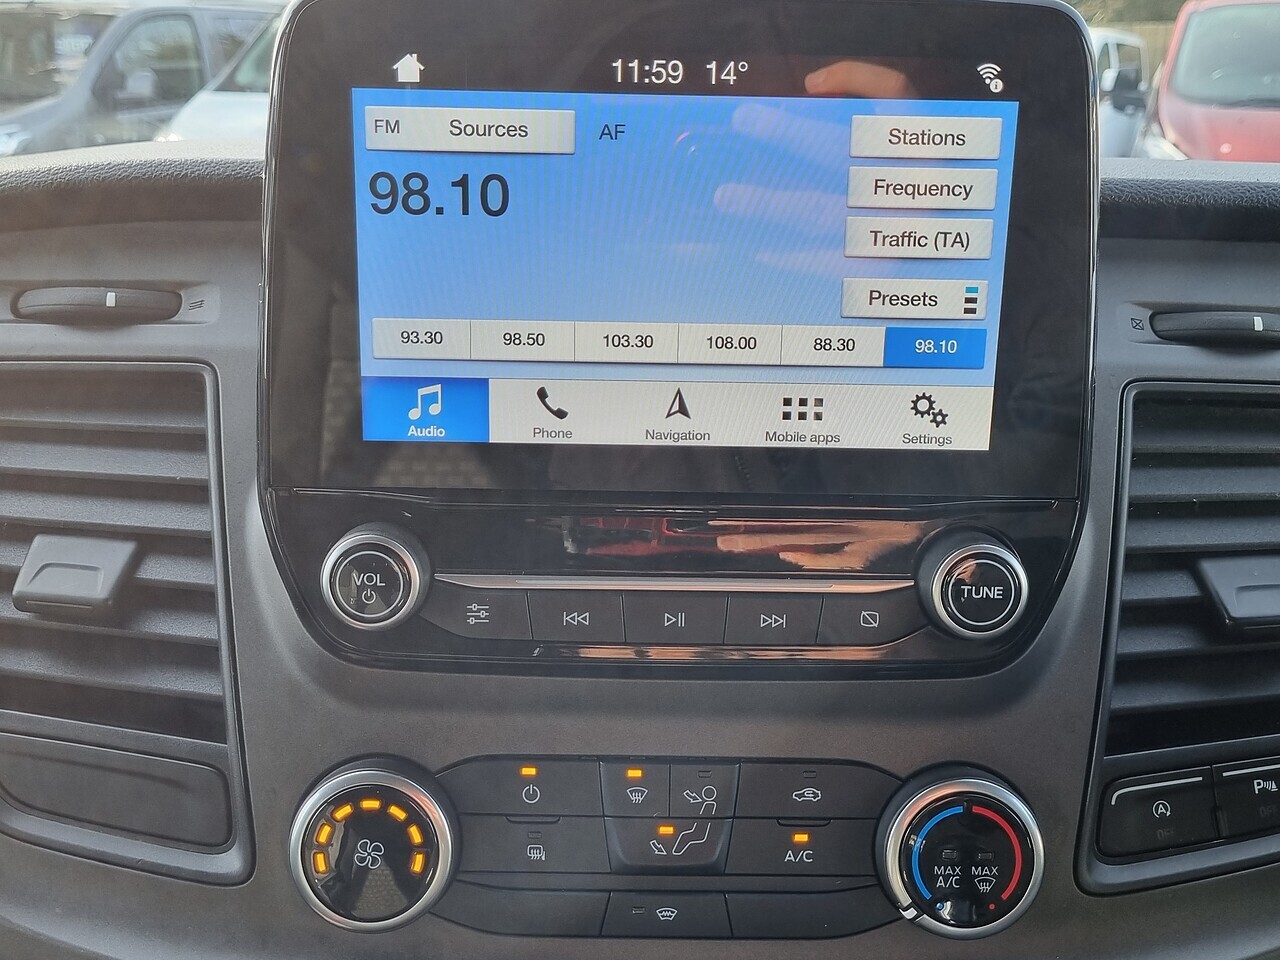 11:59 14°
FM Sources AF Stations
98.10 Frequency
Traffic (TA)
Presets
93.30 98.50 103.30 108.00 88.30 98.10
Audio Phone Navigation Mobile apps Settings
VOL TUNE
A/C
MAX A/C MAX
A OFF
P